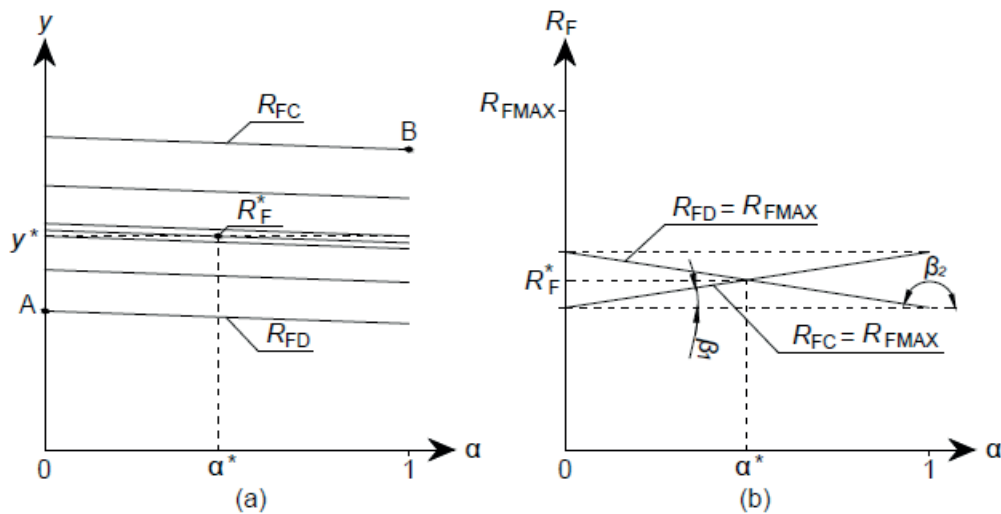 y
R_FC
B
R*_F
y*
A
R_FD
0
α*
1
α
(a)
R_F
R_FMAX
R_FD = R_FMAX
R*_F
β₂
β₁
R_FC = R_FMAX
0
α*
1
α
(b)